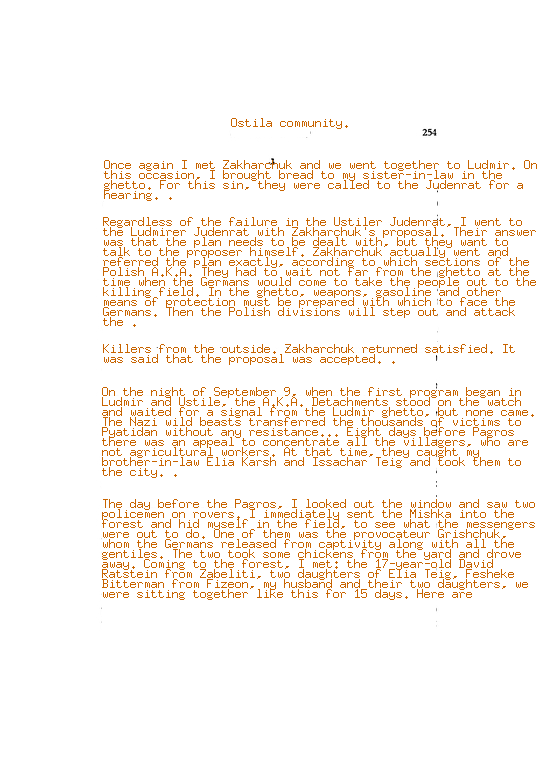 Ostila community.
254
Once again I met Zakharchuk and we went together to Ludmir. On
this occasion, I brought bread to my sister-in-law in the
ghetto. For this sin, they were called to the Judenrat for a
hearing. .
Regardless of the failure in the Ustiler Judenrat, I went to
the Ludmirer Judenrat with Zakharchuk's proposal. Their answer
was that the plan needs to be dealt with, but they want to
talk to the proposer himself. Zakharchuk actually went and
referred the plan exactly, according to which sections of the
Polish A.K.A. They had to wait not far from the ghetto at the
time when the Germans would come to take the people out to the
killing field. In the ghetto, weapons, gasoline and other
means of protection must be prepared with which to face the
Germans. Then the Polish divisions will step out and attack
the .
Killers from the outside. Zakharchuk returned satisfied. It
was said that the proposal was accepted. .
On the night of September 9, when the first program began in
Ludmir and Ustile, the A.K.A. Detachments stood on the watch
and waited for a signal from the Ludmir ghetto, but none came.
The Nazi wild beasts transferred the thousands of victims to
Pyatidan without any resistance... Eight days before Pagros
there was an appeal to concentrate all the villagers, who are
not agricultural workers. At that time, they caught my
brother-in-law Elia Karsh and Issachar Teig and took them to
the city. .
The day before the Pagros, I looked out the window and saw two
policemen on rovers. I immediately sent the Mishka into the
forest and hid myself in the field, to see what the messengers
were out to do. One of them was the provocateur Grishchuk,
whom the Germans released from captivity along with all the
gentiles. The two took some chickens from the yard and drove
away. Coming to the forest, I met: the 17-year-old David
Ratstein from Zabeliti, two daughters of Elia Teig, Fesheke
Bitterman from Fizeon, my husband and their two daughters, we
were sitting together like this for 15 days. Here are